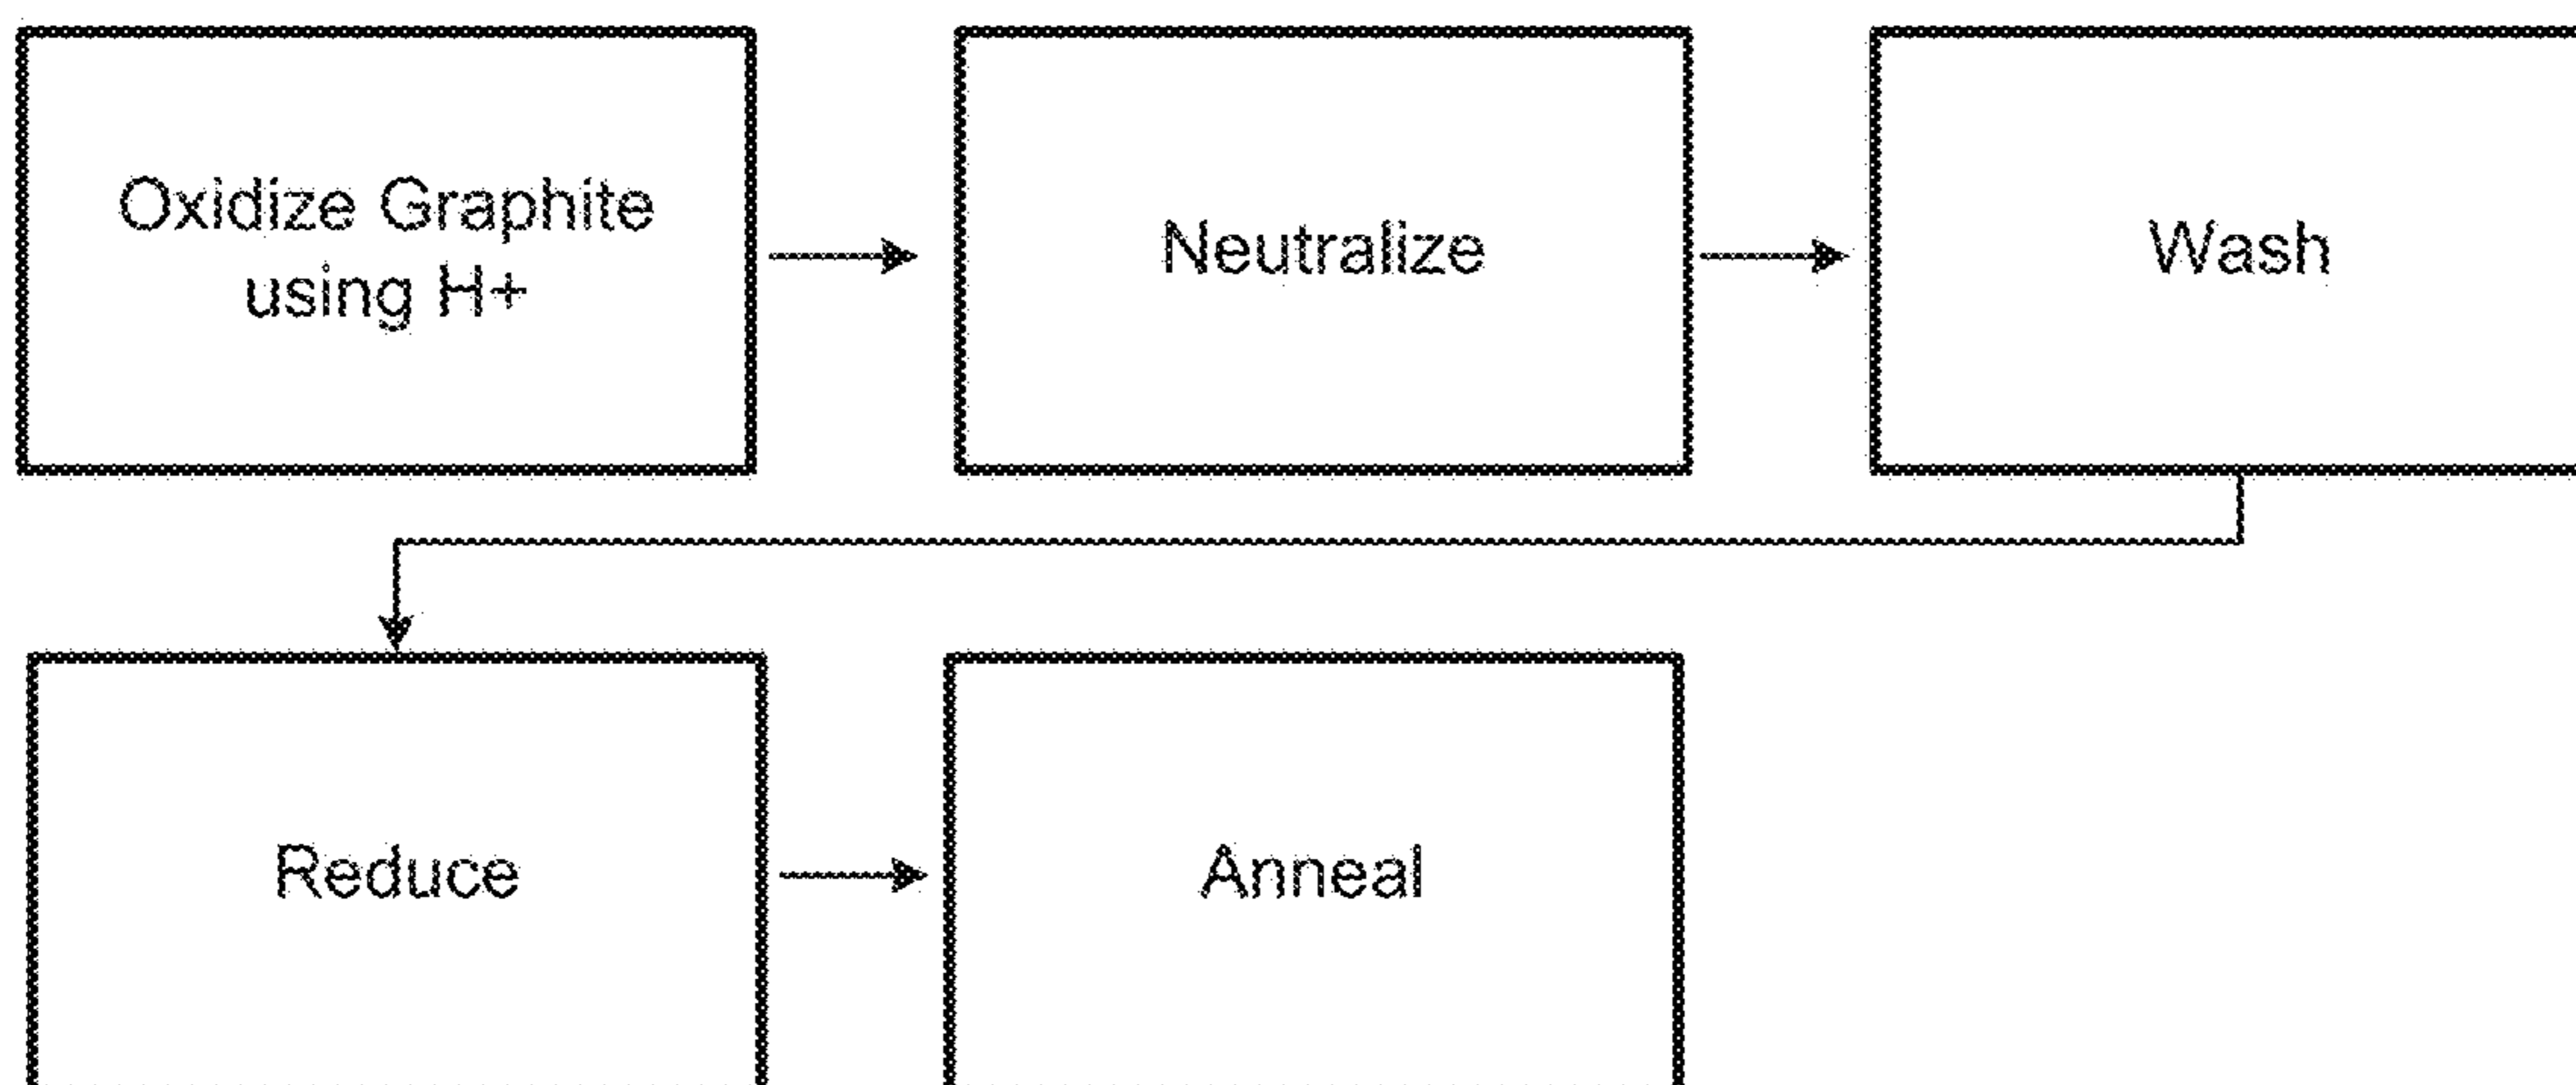 Oxidize Graphite
using H+
Neutralize
Wash
Reduce
Anneal